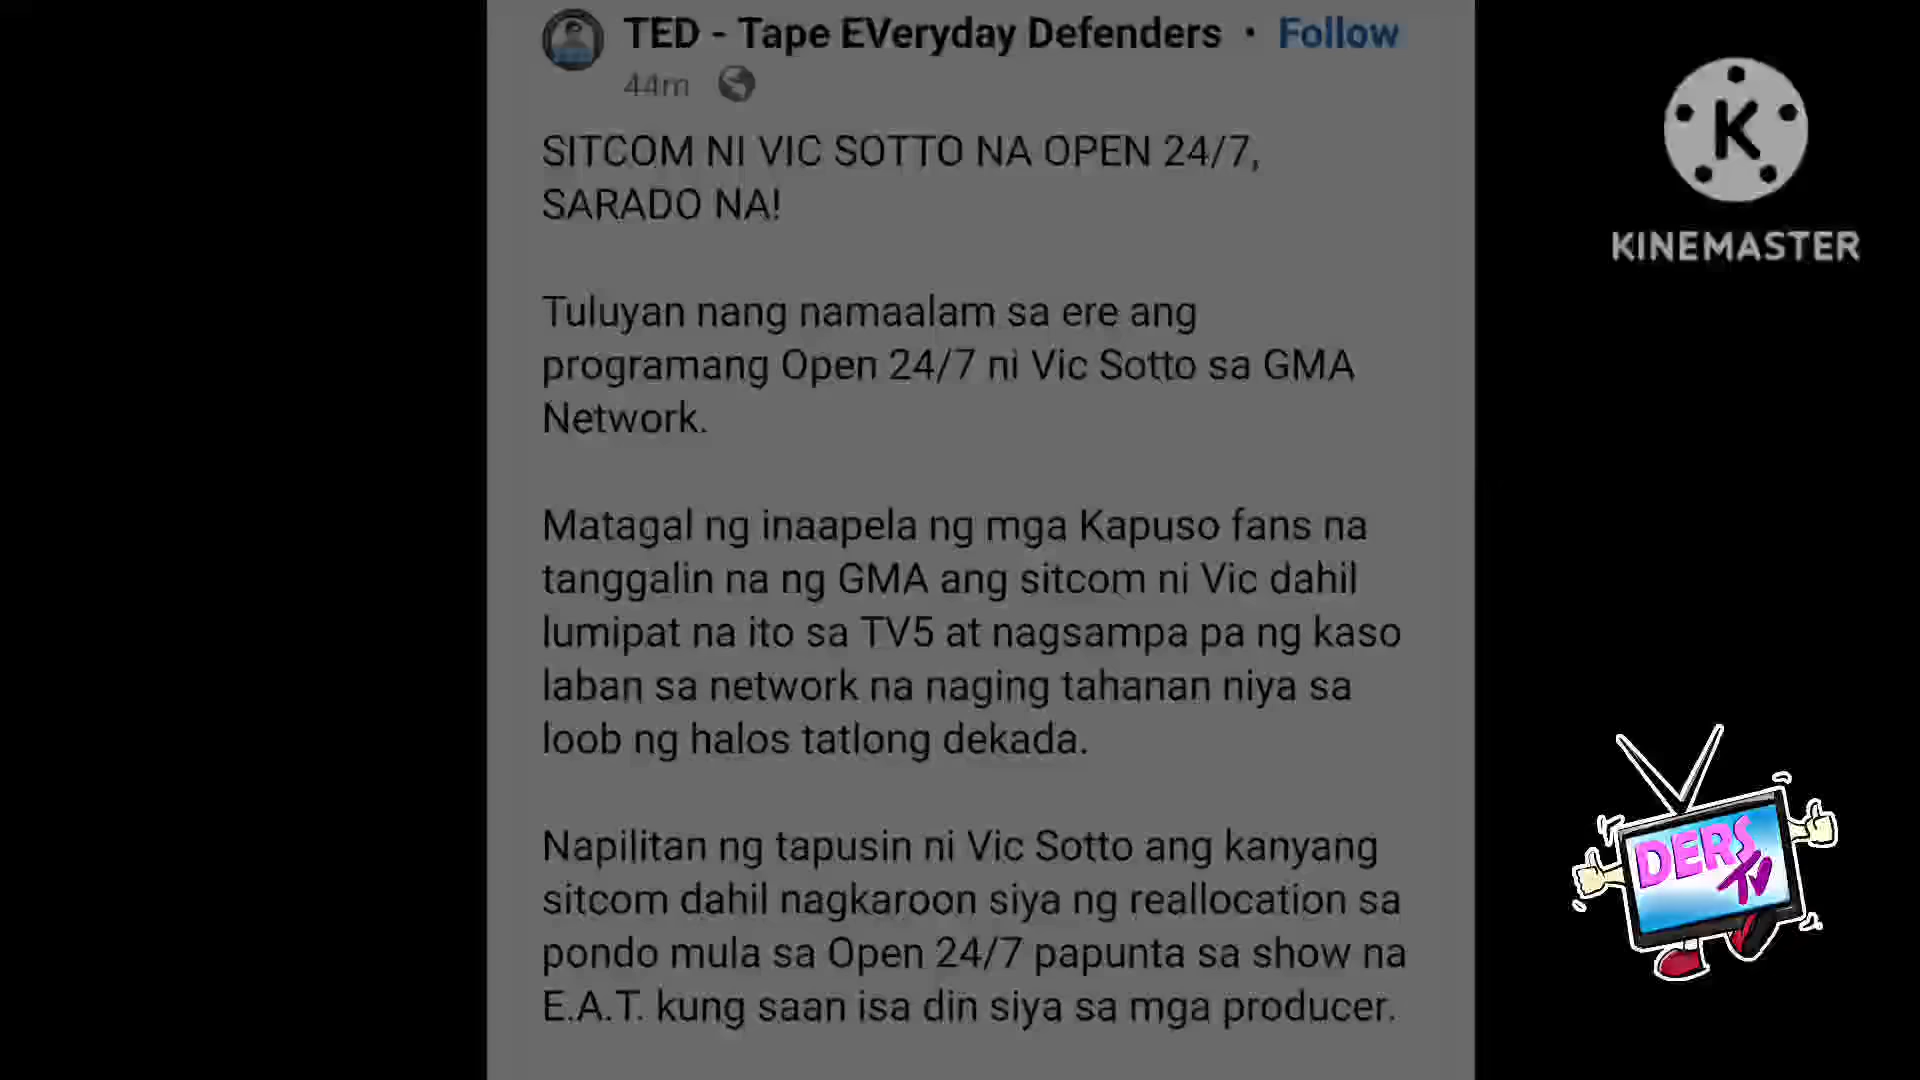 TED - Tape EVeryday Defenders · Follow
44m
SITCOM NI VIC SOTTO NA OPEN 24/7,
SARADO NA!
Tuluyan nang namaalam sa ere ang
programang Open 24/7 ni Vic Sotto sa GMA
Network.
Matagal ng inaapela ng mga Kapuso fans na
tanggalin na ng GMA ang sitcom ni Vic dahil
lumipat na ito sa TV5 at nagsampa pa ng kaso
laban sa network na naging tahanan niya sa
loob ng halos tatlong dekada.
Napilitan ng tapusin ni Vic Sotto ang kanyang
sitcom dahil nagkaroon siya ng reallocation sa
pondo mula sa Open 24/7 papunta sa show na
E.A.T. kung saan isa din siya sa mga producer.
K
KINEMASTER
DERS
TV